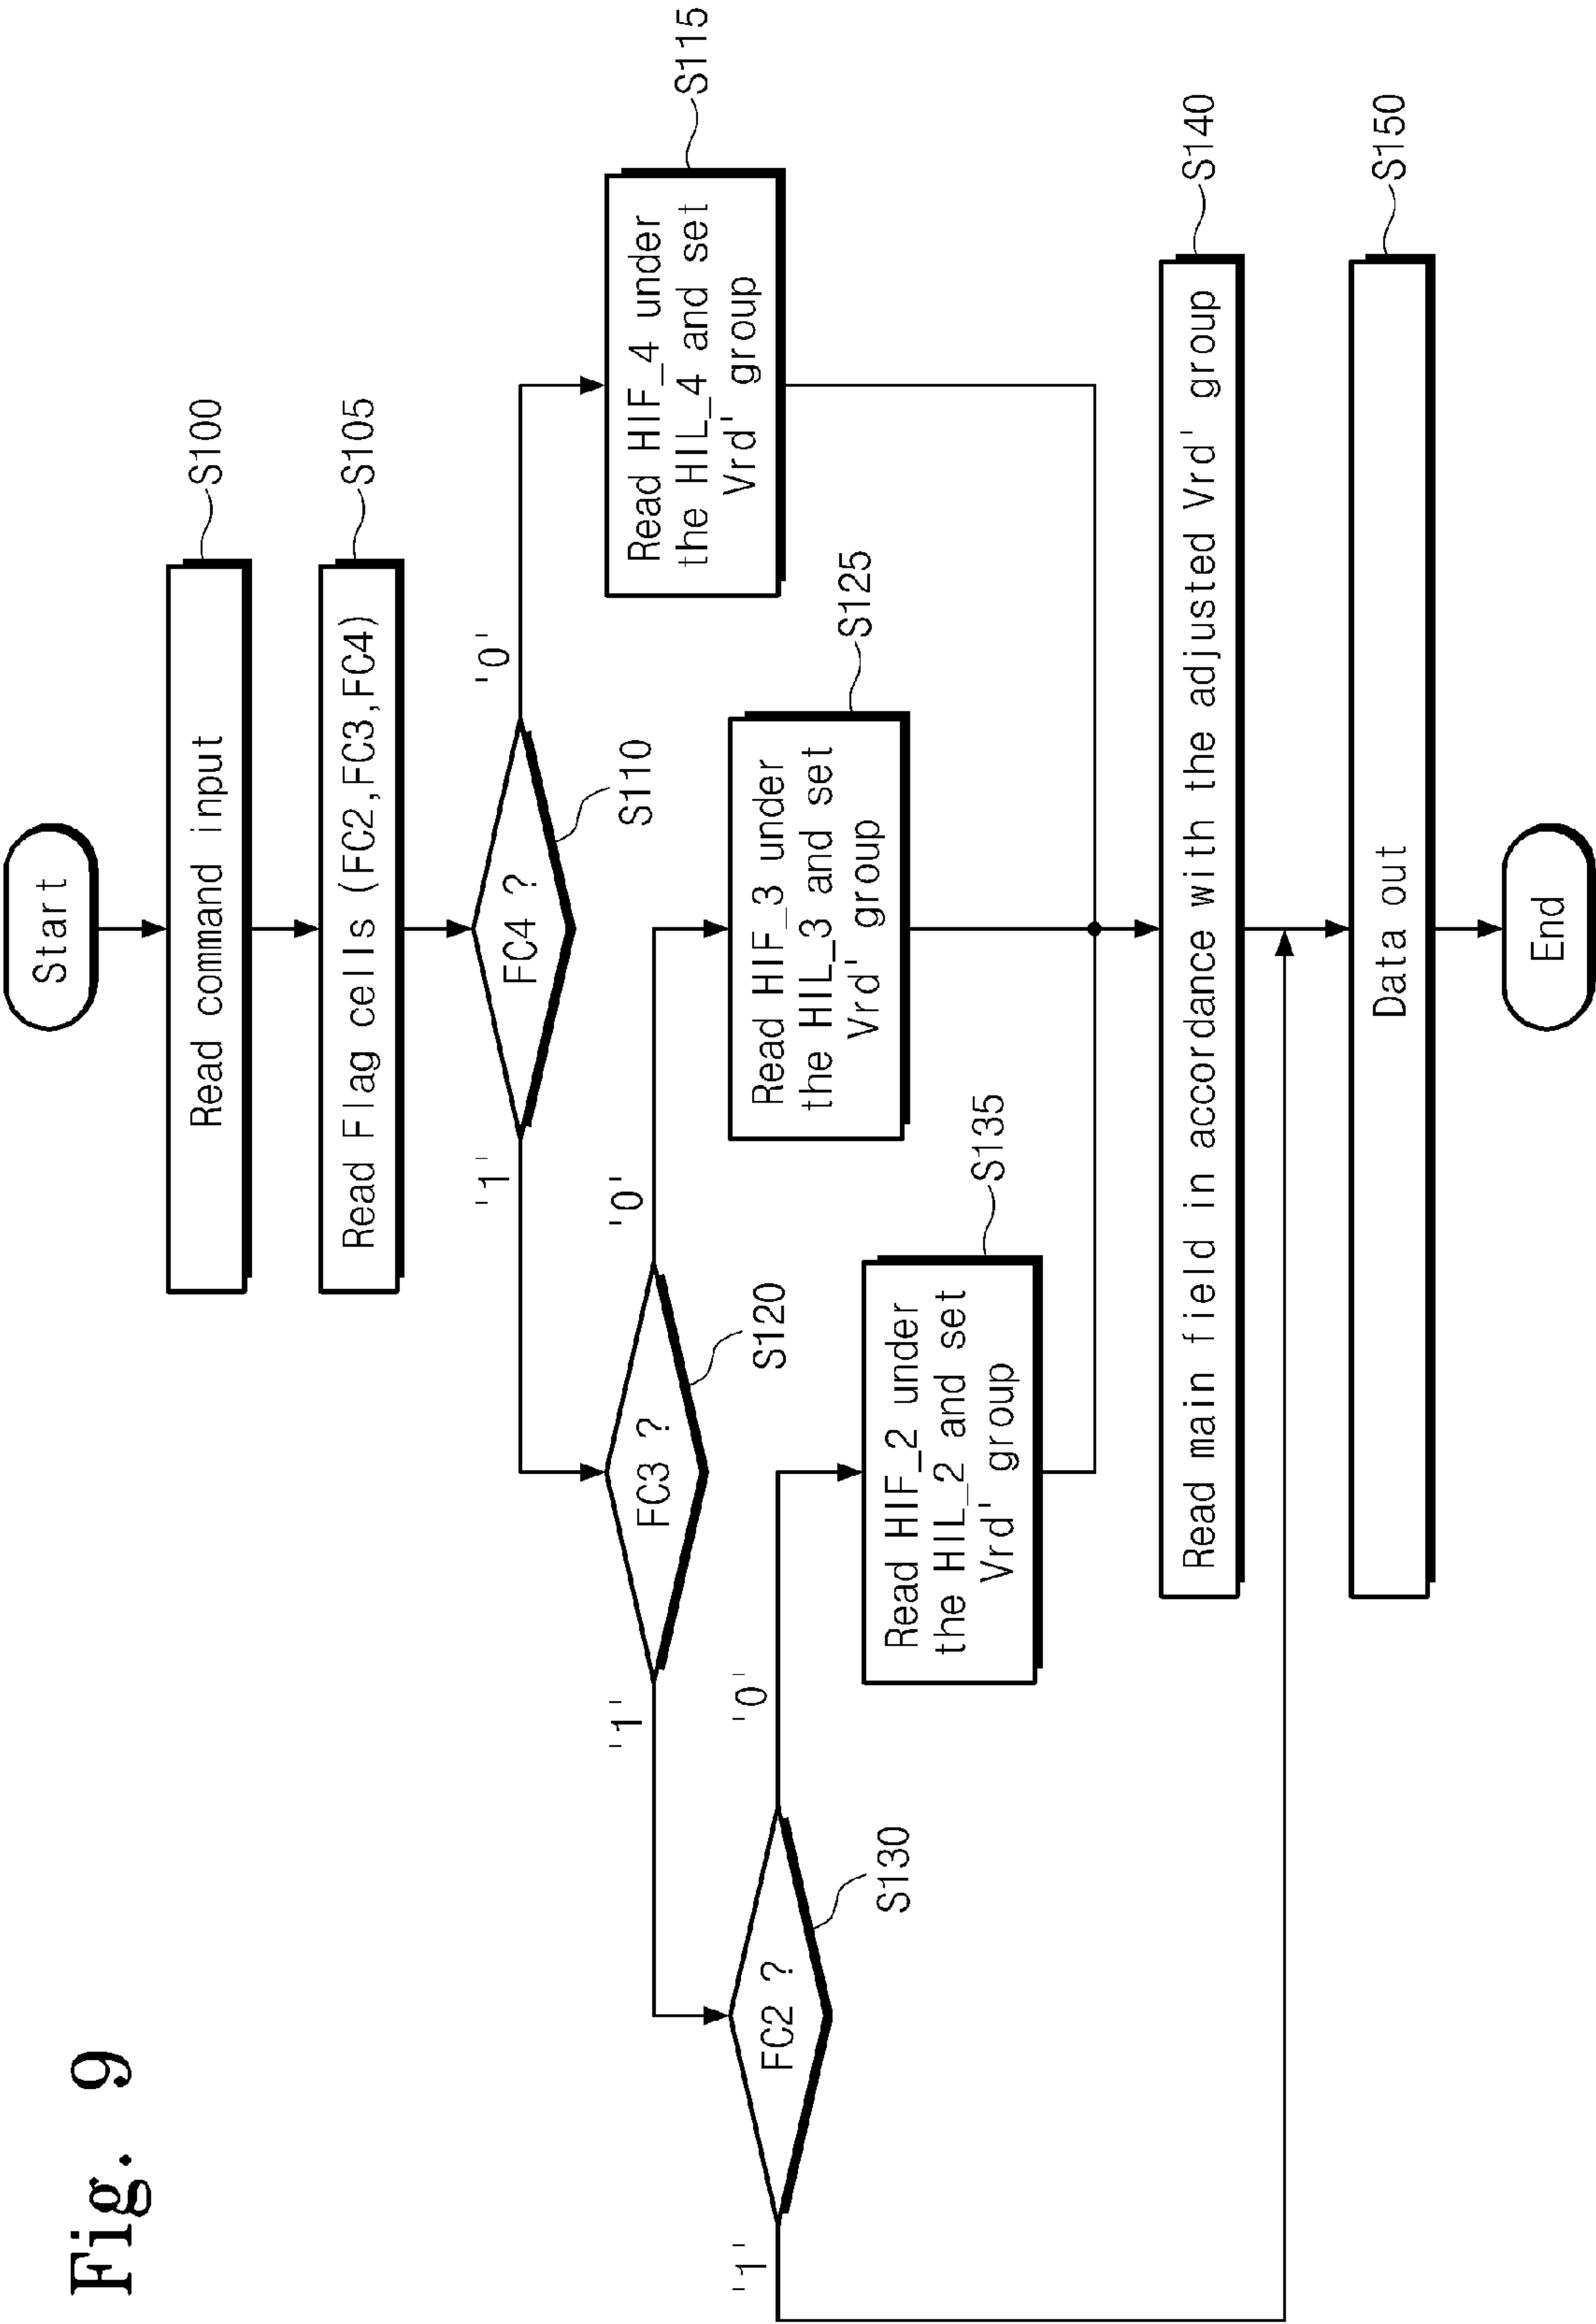 Fig. 9
Start
Read command input
S100
Read Flag cells (FC2,FC3,FC4)
S105
FC4 ?
S110
'1'
'0'
Read HIF_4 under
the HIL_4 and set
Vrd' group
S115
FC3 ?
S120
'1'
'0'
Read HIF_3 under
the HIL_3 and set
Vrd' group
S125
FC2 ?
S130
'1'
'0'
Read HIF_2 under
the HIL_2 and set
Vrd' group
S135
Read main field in accordance with the adjusted Vrd' group
S140
Data out
S150
End